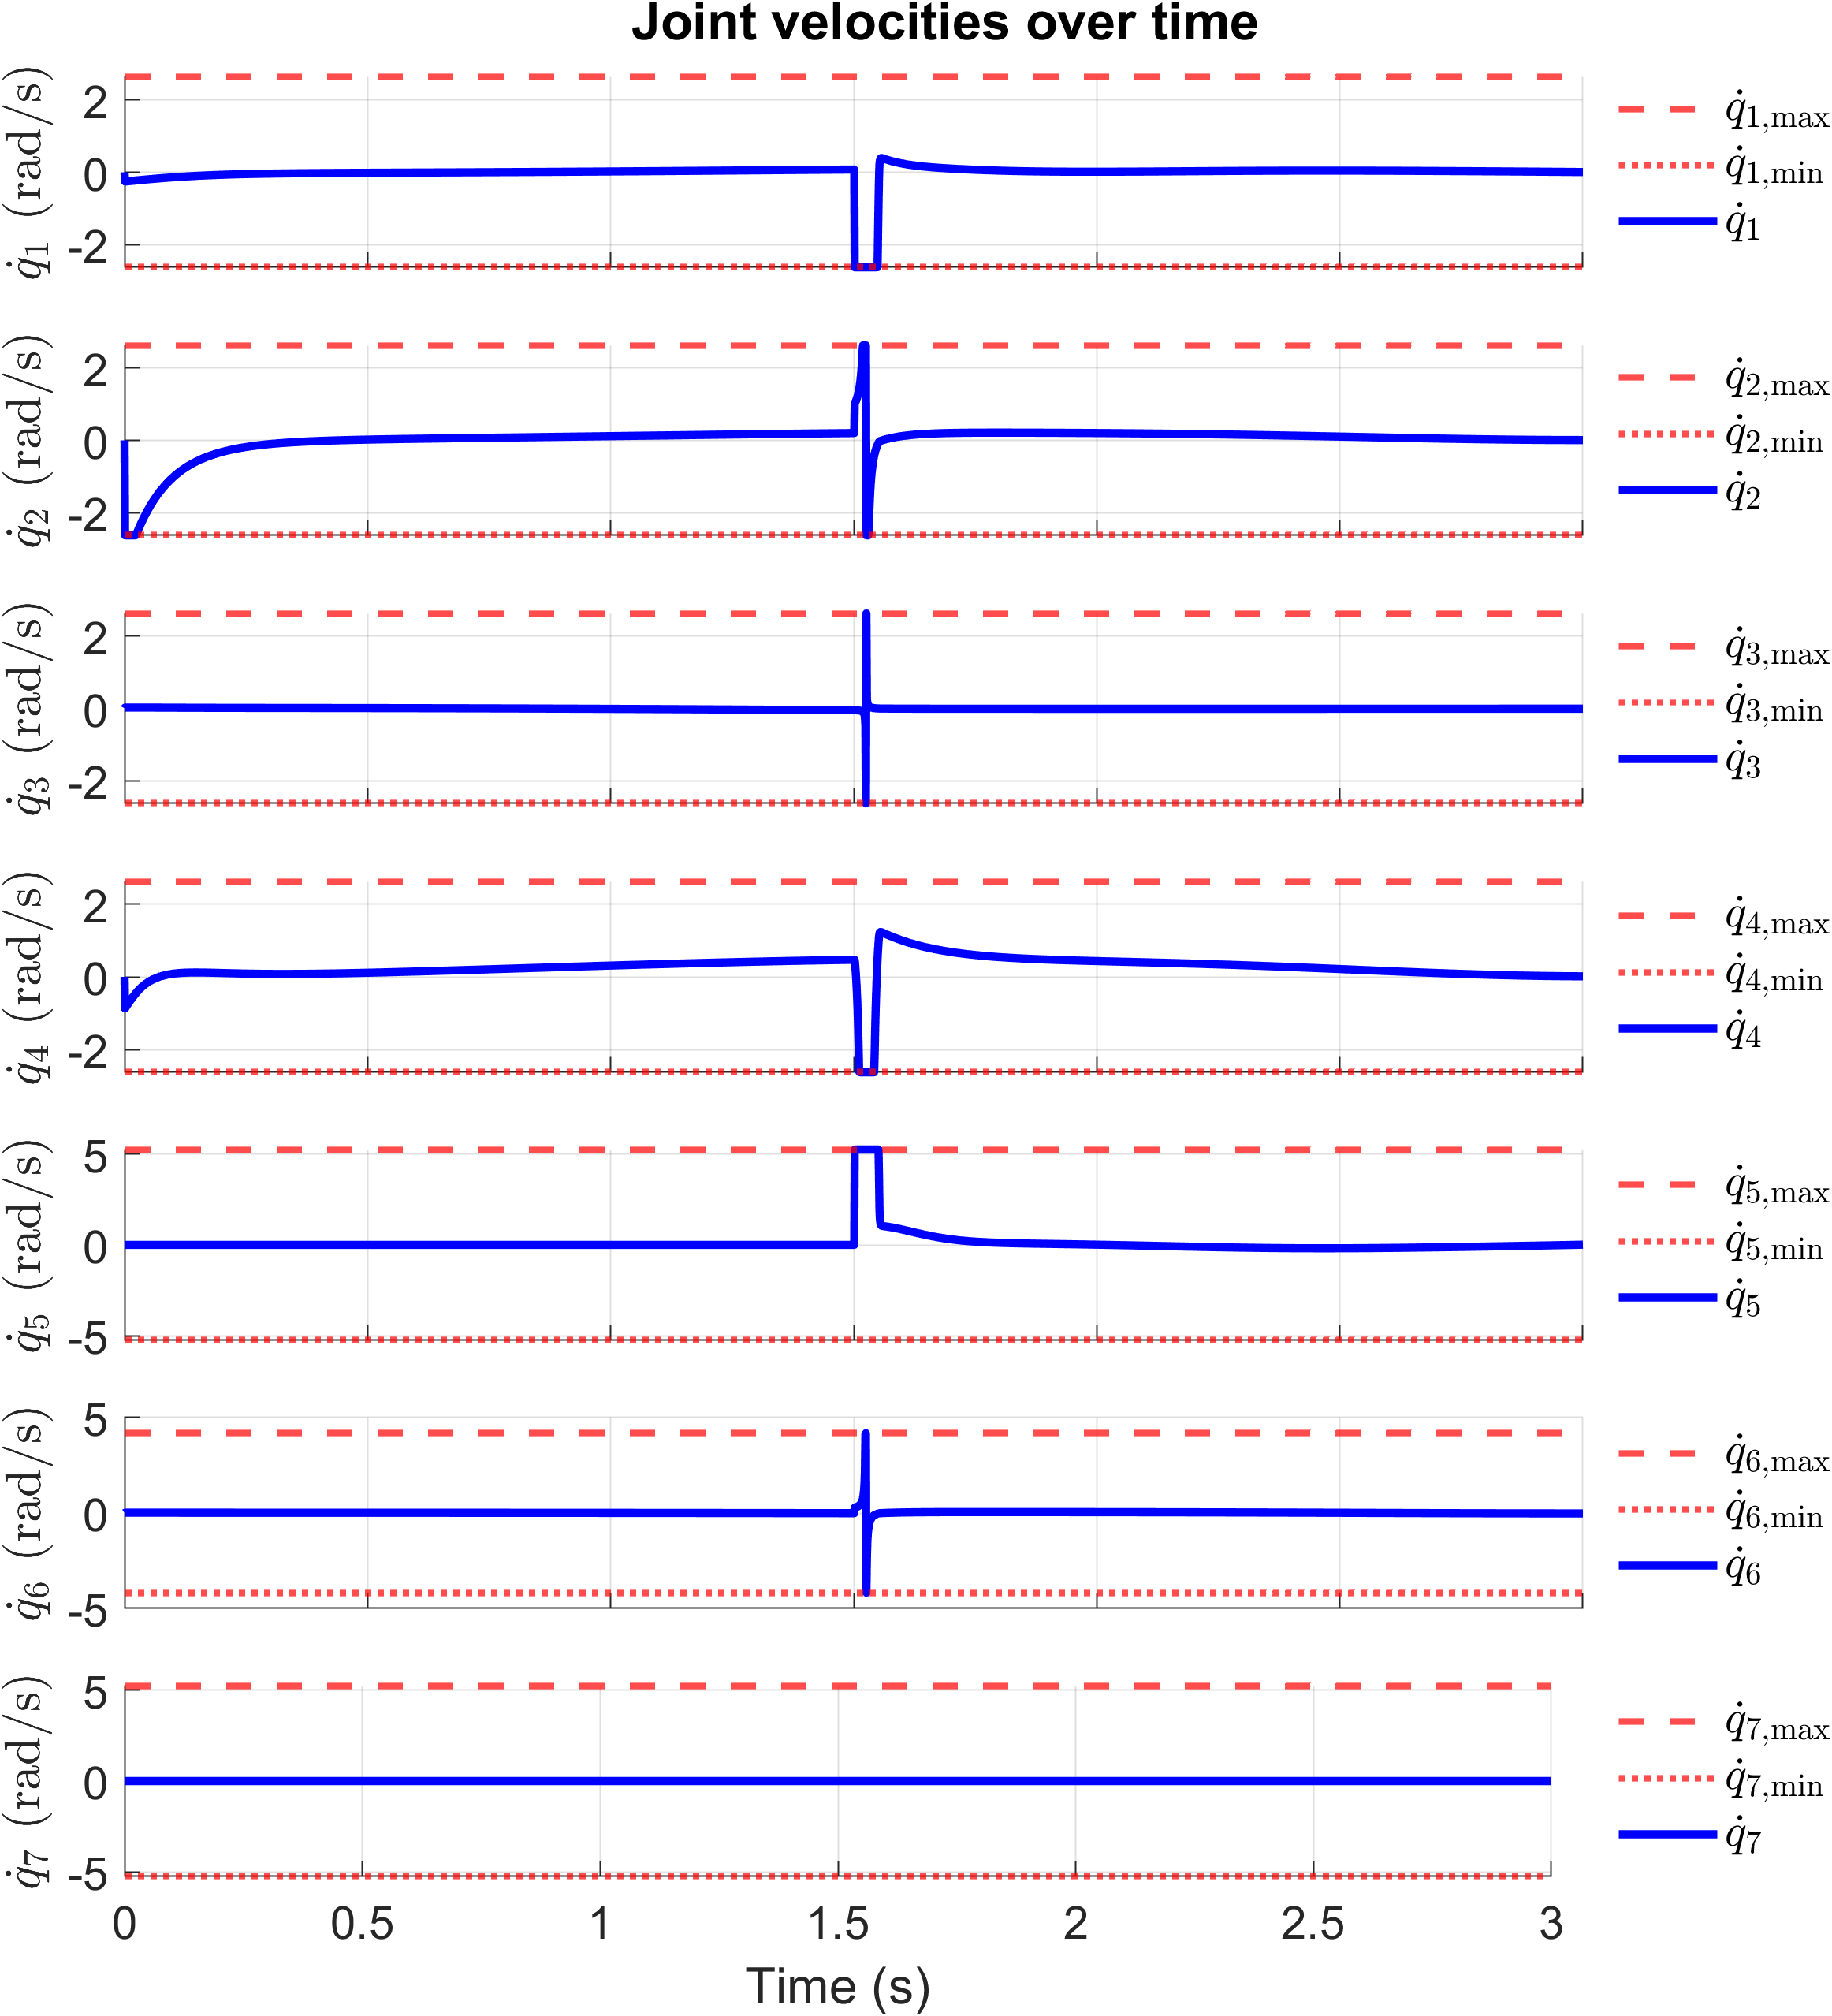 Joint velocities over time
q̇1 (rad/s)
2
0
-2
q̇1,max
q̇1,min
q̇1
q̇2 (rad/s)
2
0
-2
q̇2,max
q̇2,min
q̇2
q̇3 (rad/s)
2
0
-2
q̇3,max
q̇3,min
q̇3
q̇4 (rad/s)
2
0
-2
q̇4,max
q̇4,min
q̇4
q̇5 (rad/s)
5
0
-5
q̇5,max
q̇5,min
q̇5
q̇6 (rad/s)
5
0
-5
q̇6,max
q̇6,min
q̇6
q̇7 (rad/s)
5
0
-5
q̇7,max
q̇7,min
q̇7
0 0.5 1 1.5 2 2.5 3
Time (s)